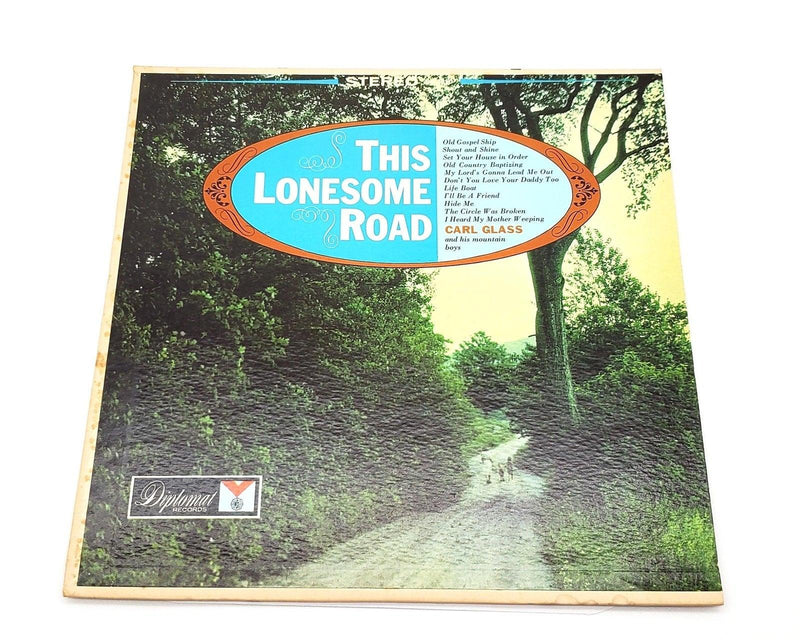 STEREO
THIS
LONESOME
ROAD
Old Gospel Ship
Shout and Shine
Set Your House in Order
Old Country Baptizing
My Lord's Gonna Lead Me Out
Don't You Love Your Daddy Too
Life Boat
I'll Be A Friend
Hide Me
The Circle Was Broken
I Heard My Mother Weeping
CARL GLASS
and his mountain
boys
Diplomat
RECORDS